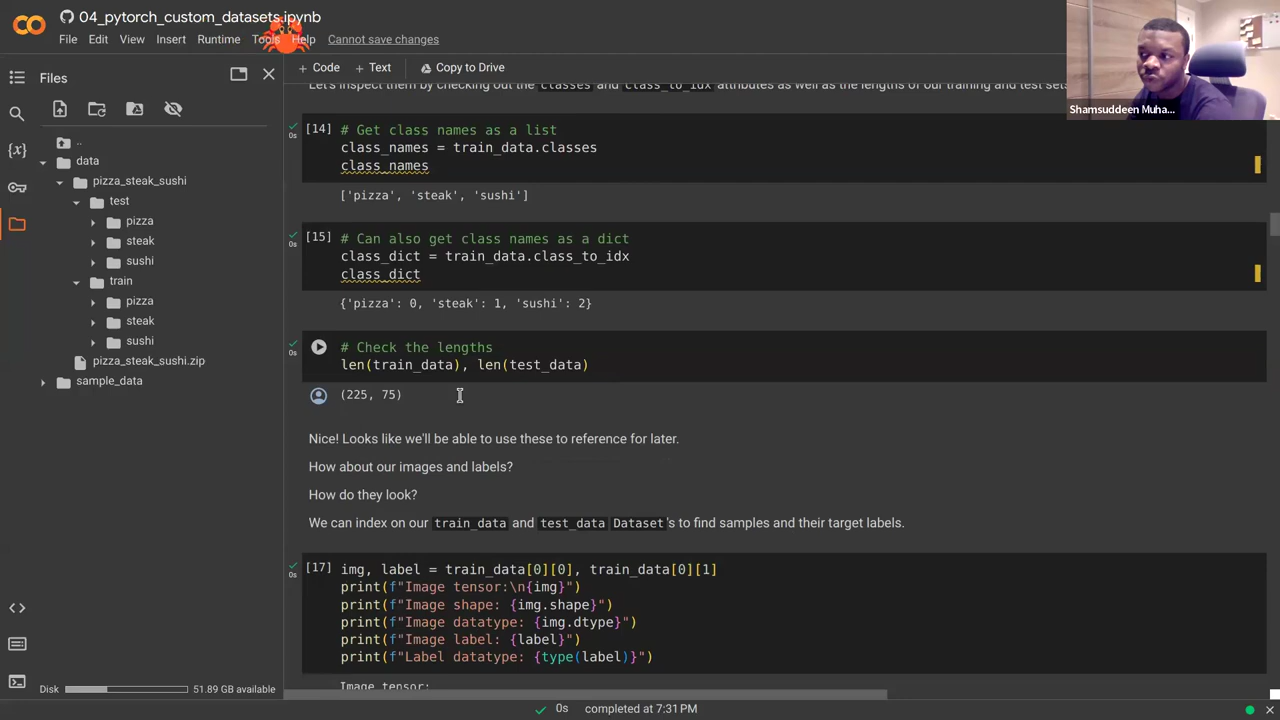 04_pytorch_custom_datasets.ipynb
File Edit View Insert Runtime Tools Help Cannot save changes
Files
+ Code + Text Copy to Drive
Let's inspect them by checking out the classes and class_to_idx attributes as well as the lengths of our training and test sets
Shamsuddeen Muha...
..
data
pizza_steak_sushi
test
pizza
steak
sushi
train
pizza
steak
sushi
pizza_steak_sushi.zip
sample_data
[14] # Get class names as a list
class_names = train_data.classes
class_names
0s
['pizza', 'steak', 'sushi']
[15] # Can also get class names as a dict
class_dict = train_data.class_to_idx
class_dict
0s
{'pizza': 0, 'steak': 1, 'sushi': 2}
# Check the lengths
len(train_data), len(test_data)
0s
(225, 75)
Nice! Looks like we'll be able to use these to reference for later.
How about our images and labels?
How do they look?
We can index on our train_data and test_data Dataset's to find samples and their target labels.
[17] img, label = train_data[0][0], train_data[0][1]
print(f"Image tensor:\n{img}")
print(f"Image shape: {img.shape}")
print(f"Image datatype: {img.dtype}")
print(f"Image label: {label}")
print(f"Label datatype: {type(label)}")
0s
Image tensor:
Disk 51.89 GB available
0s completed at 7:31 PM